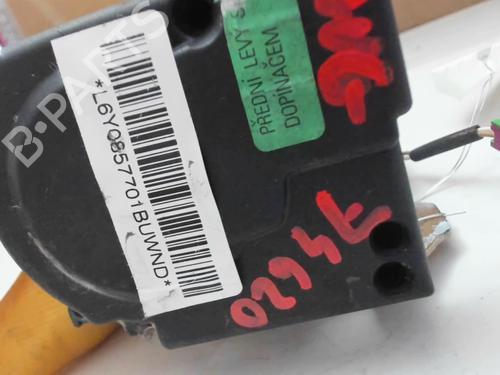 *L6Y0857701BUWND*
PŘEDNÍ LEVÝ S
DOPÍNAČEM
0294E
B-PARTS